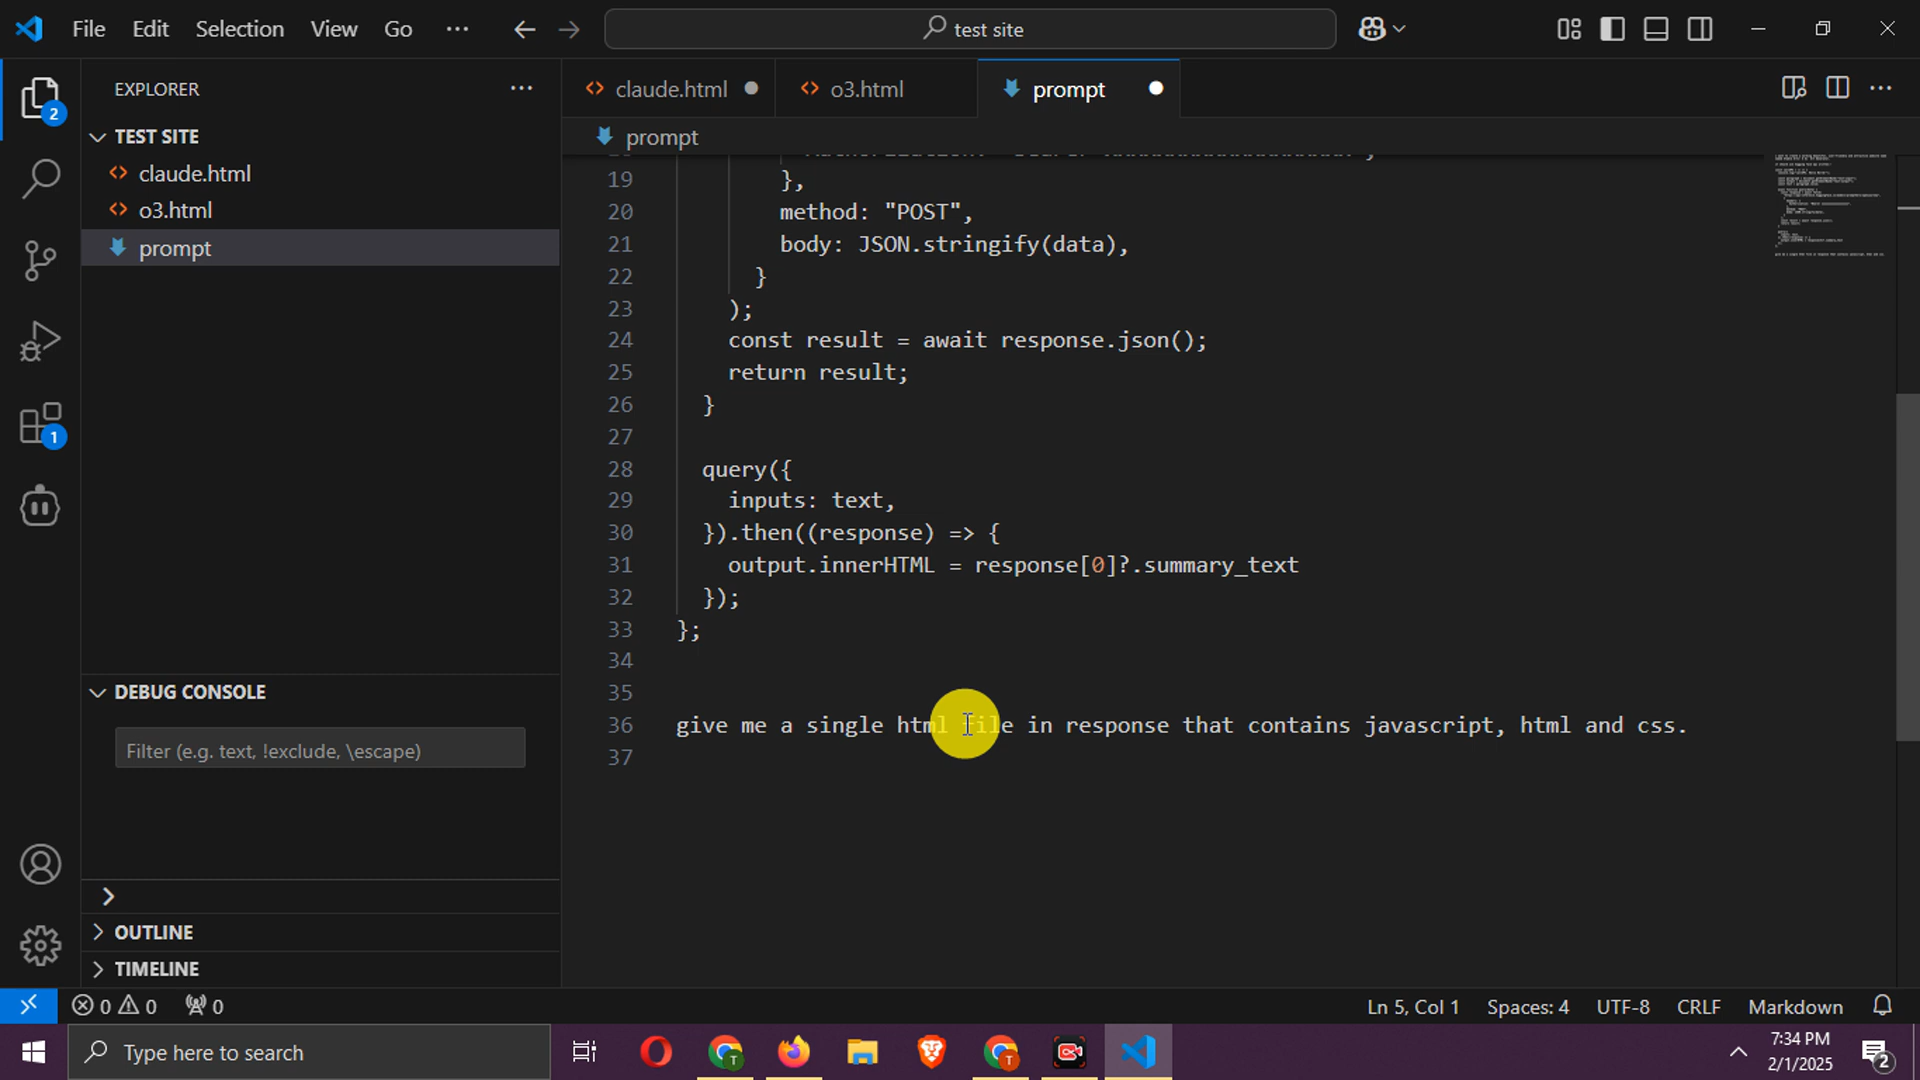 File Edit Selection View Go ··· test site
EXPLORER ···
TEST SITE
claude.html
o3.html
prompt
2
1
DEBUG CONSOLE
Filter (e.g. text, !exclude, \escape)
OUTLINE
TIMELINE
claude.html o3.html prompt
prompt
19 },
20 method: "POST",
21 body: JSON.stringify(data),
22 }
23 );
24 const result = await response.json();
25 return result;
26 }
27
28 query({
29 inputs: text,
30 }).then((response) => {
31 output.innerHTML = response[0]?.summary_text
32 });
33 };
34
35
36 give me a single html file in response that contains javascript, html and css.
37
0 0 0 Ln 5, Col 1 Spaces: 4 UTF-8 CRLF Markdown
Type here to search
T
T
7:34 PM
2/1/2025
2